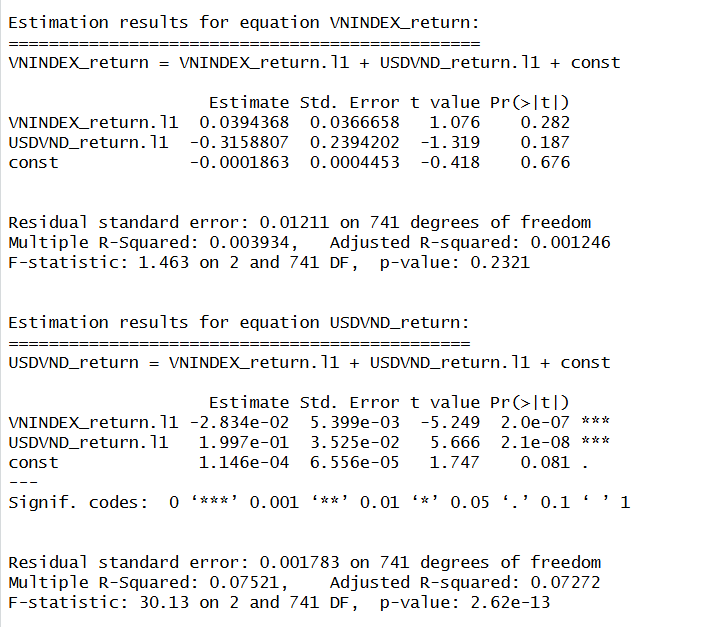 Estimation results for equation VNINDEX_return:
===============================================
VNINDEX_return = VNINDEX_return.l1 + USDVND_return.l1 + const
Estimate Std. Error t value Pr(>|t|)
VNINDEX_return.l1 0.0394368 0.0366658 1.076 0.282
USDVND_return.l1 -0.3158807 0.2394202 -1.319 0.187
const -0.0001863 0.0004453 -0.418 0.676
Residual standard error: 0.01211 on 741 degrees of freedom
Multiple R-Squared: 0.003934, Adjusted R-squared: 0.001246
F-statistic: 1.463 on 2 and 741 DF, p-value: 0.2321
Estimation results for equation USDVND_return:
==============================================
USDVND_return = VNINDEX_return.l1 + USDVND_return.l1 + const
Estimate Std. Error t value Pr(>|t|)
VNINDEX_return.l1 -2.834e-02 5.399e-03 -5.249 2.0e-07 ***
USDVND_return.l1 1.997e-01 3.525e-02 5.666 2.1e-08 ***
const 1.146e-04 6.556e-05 1.747 0.081 .
---
Signif. codes: 0 ‘***’ 0.001 ‘**’ 0.01 ‘*’ 0.05 ‘.’ 0.1 ‘ ’ 1
Residual standard error: 0.001783 on 741 degrees of freedom
Multiple R-Squared: 0.07521, Adjusted R-squared: 0.07272
F-statistic: 30.13 on 2 and 741 DF, p-value: 2.62e-13